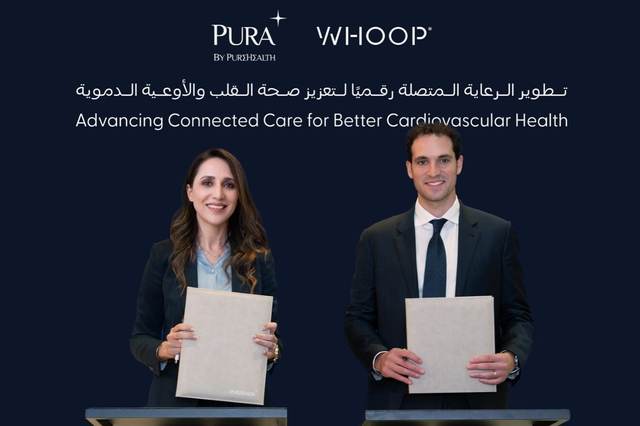 PURA
BY PUREHEALTH
WHOOP®
تطوير الرعاية المتصلة رقميًا لتعزيز صحة القلب والأوعية الدموية
Advancing Connected Care for Better Cardiovascular Health